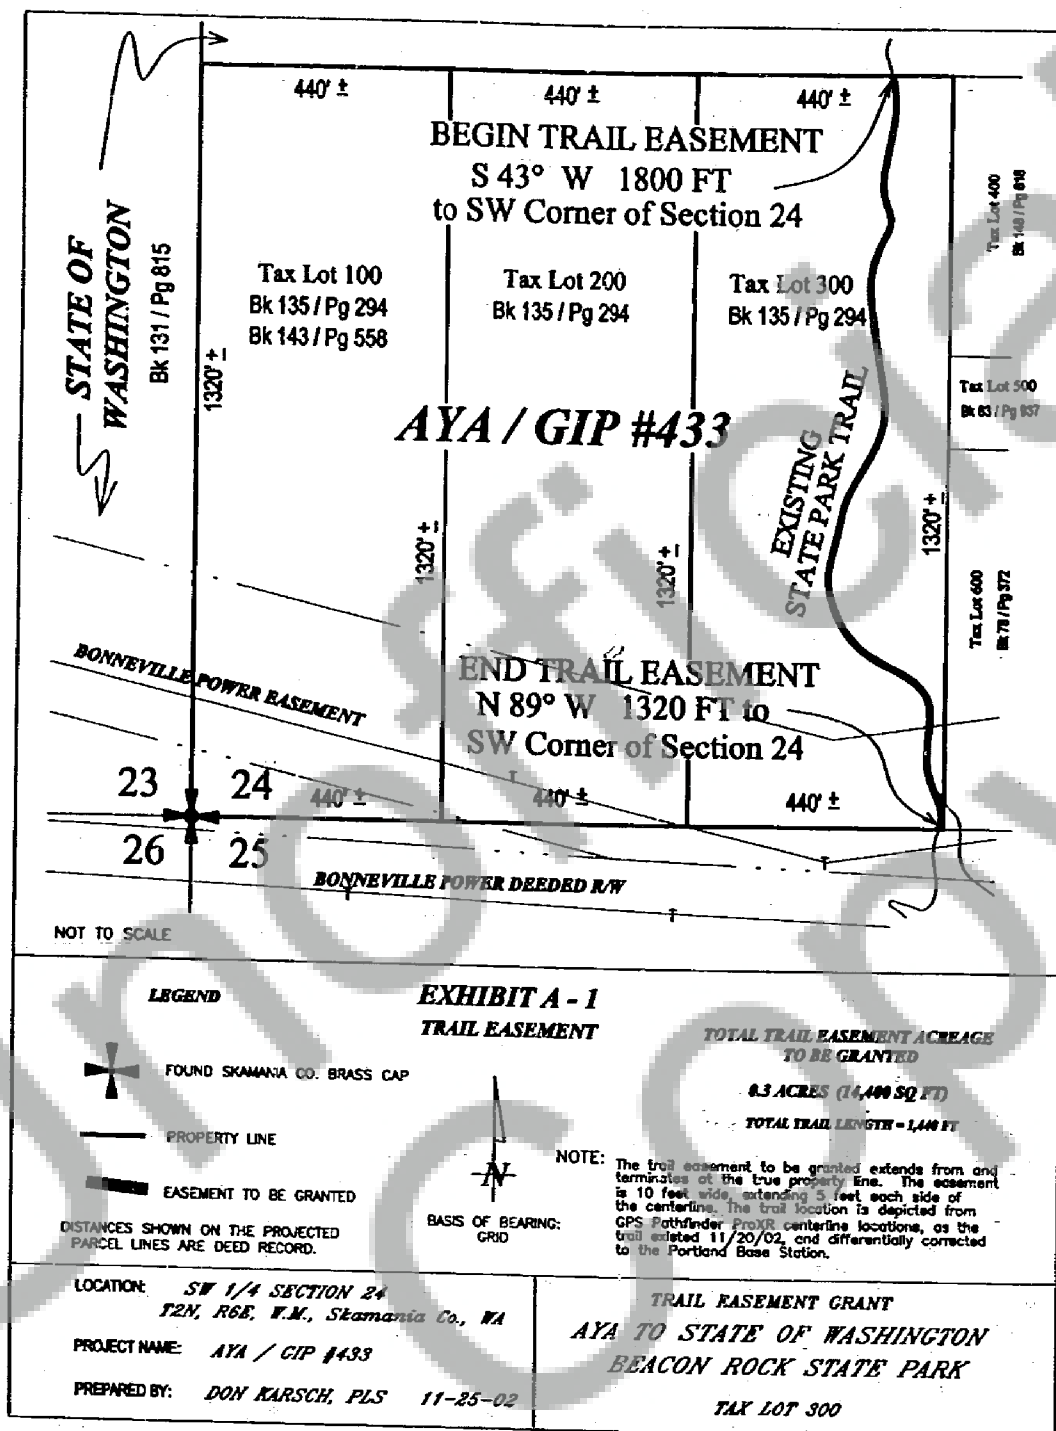 440' ±
440' ±
440' ±
BEGIN TRAIL EASEMENT
S 43° W 1800 FT
to SW Corner of Section 24
STATE OF
WASHINGTON
Bk 131 / Pg 815
Tax Lot 400
Bk 148 / Pg 818
Tax Lot 100
Bk 135 / Pg 294
Bk 143 / Pg 558
Tax Lot 200
Bk 135 / Pg 294
Tax Lot 300
Bk 135 / Pg 294
1320' ±
Tax Lot 500
Bk 83 / Pg 937
AYA / GIP #433
EXISTING
STATE PARK TRAIL
1320' ±
1320' ±
1320' ±
Tax Lot 600
Bk 78 / Pg 372
BONNEVILLE POWER EASEMENT
END TRAIL EASEMENT
N 89° W 1320 FT to
SW Corner of Section 24
23 24
26 25
440' ±
440' ±
440' ±
BONNEVILLE POWER DEEDED R/W
NOT TO SCALE
LEGEND
FOUND SKAMANIA CO. BRASS CAP
PROPERTY LINE
EASEMENT TO BE GRANTED
DISTANCES SHOWN ON THE PROJECTED
PARCEL LINES ARE DEED RECORD.
EXHIBIT A - 1
TRAIL EASEMENT
N
BASIS OF BEARING:
GRID
TOTAL TRAIL EASEMENT ACREAGE
TO BE GRANTED
0.3 ACRES (14,400 SQ FT)
TOTAL TRAIL LENGTH = 1,440 FT
NOTE: The trail easement to be granted extends from and
terminates at the true property line. The easement
is 10 feet wide, extending 5 feet each side of
the centerline. The trail location is depicted from
GPS Pathfinder ProXR centerline locations, as the
trail existed 11/20/02, and differentially corrected
to the Portland Base Station.
LOCATION: SW 1/4 SECTION 24
T2N, R6E, W.M., Skamania Co., WA
PROJECT NAME: AYA / GIP #433
PREPARED BY: DON KARSCH, PLS 11-25-02
TRAIL EASEMENT GRANT
AYA TO STATE OF WASHINGTON
BEACON ROCK STATE PARK
TAX LOT 300